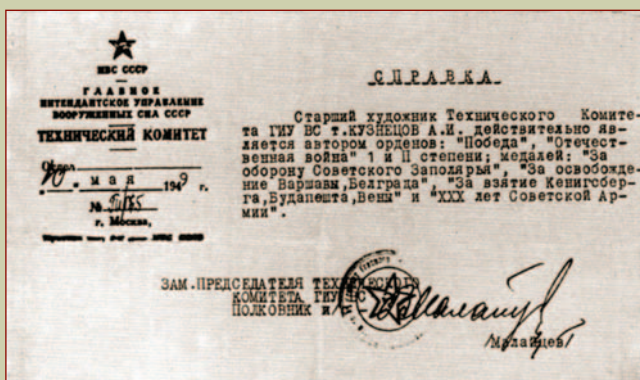 МВС СССР
ГЛАВНОЕ
ИНТЕНДАНТСКОЕ УПРАВЛЕНИЕ
ВООРУЖЕННЫХ СИЛ СССР
ТЕХНИЧЕСКИЙ КОМИТЕТ
Отдел
мая 1949 г.
№
г. Москва,
СПРАВКА
Старший художник Технического Комите-
та ГИУ ВС т.КУЗНЕЦОВ А.И. действительно яв-
ляется автором орденов: "Победа", "Отечест-
венная война" 1 и II степени; медалей: "За
оборону Советского Заполярья", "За освобожде-
ние Варшавы,Белграда", "За взятие Кенигсбер-
га,Будапешта,Вены" и "XXX лет Советской Ар-
мии".
ЗАМ.ПРЕДСЕДАТЕЛЯ ТЕХНИЧЕСКОГО
КОМИТЕТА ГИУ ВС
ПОЛКОВНИК